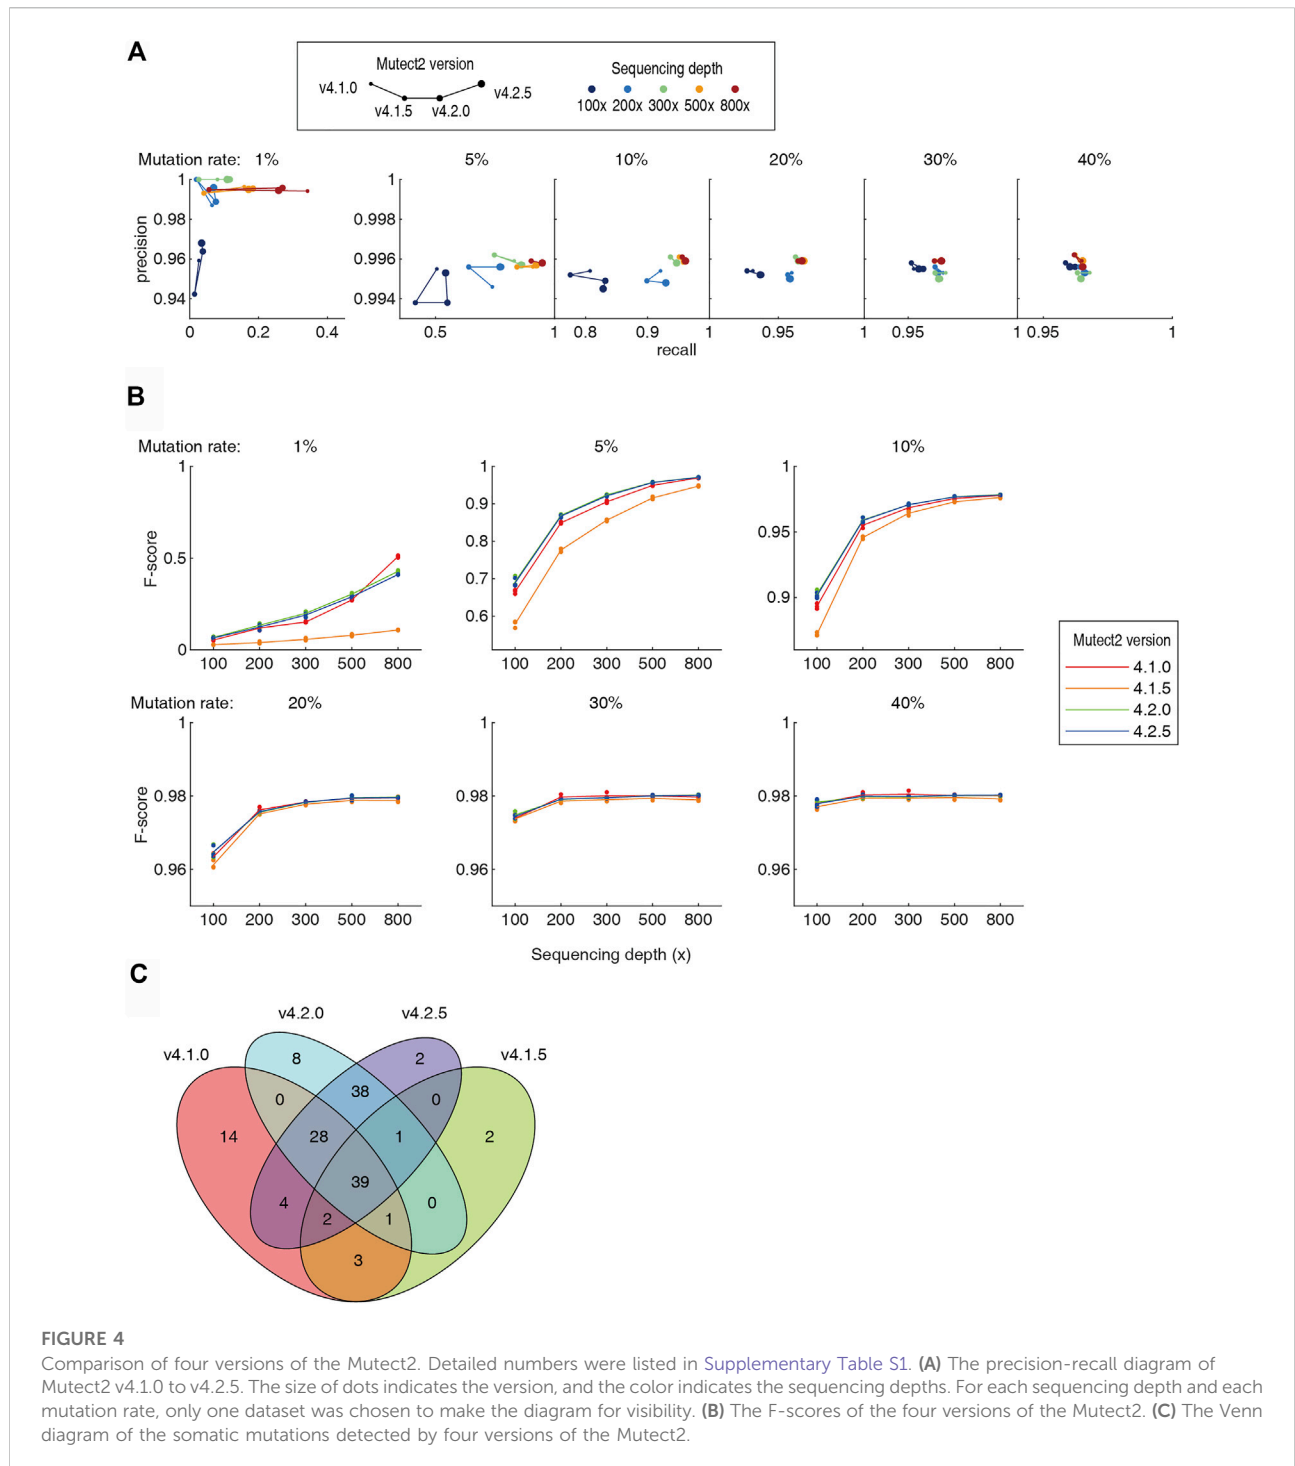 A
Mutect2 version
v4.1.0
v4.1.5
v4.2.0
v4.2.5
Sequencing depth
100x 200x 300x 500x 800x
Mutation rate: 1% 5% 10% 20% 30% 40%
precision
1
0.98
0.96
0.94
0 0.2 0.4
1
0.998
0.996
0.994
0.5 1 0.8 0.9 1 0.95 1 0.95 1 0.95 1
recall
B
Mutation rate: 1% 5% 10%
F-score
1
0.5
0
100 200 300 500 800
1
0.9
0.8
0.7
0.6
100 200 300 500 800
1
0.95
0.9
100 200 300 500 800
Mutect2 version
4.1.0
4.1.5
4.2.0
4.2.5
Mutation rate: 20% 30% 40%
F-score
1
0.98
0.96
100 200 300 500 800
1
0.98
0.96
100 200 300 500 800
1
0.98
0.96
100 200 300 500 800
Sequencing depth (x)
C
v4.2.0 v4.2.5
v4.1.0 v4.1.5
8 2
0 38 0
14 28 1 2
39
4 0
2 1
3
FIGURE 4
Comparison of four versions of the Mutect2. Detailed numbers were listed in Supplementary Table S1. (A) The precision-recall diagram of
Mutect2 v4.1.0 to v4.2.5. The size of dots indicates the version, and the color indicates the sequencing depths. For each sequencing depth and each
mutation rate, only one dataset was chosen to make the diagram for visibility. (B) The F-scores of the four versions of the Mutect2. (C) The Venn
diagram of the somatic mutations detected by four versions of the Mutect2.